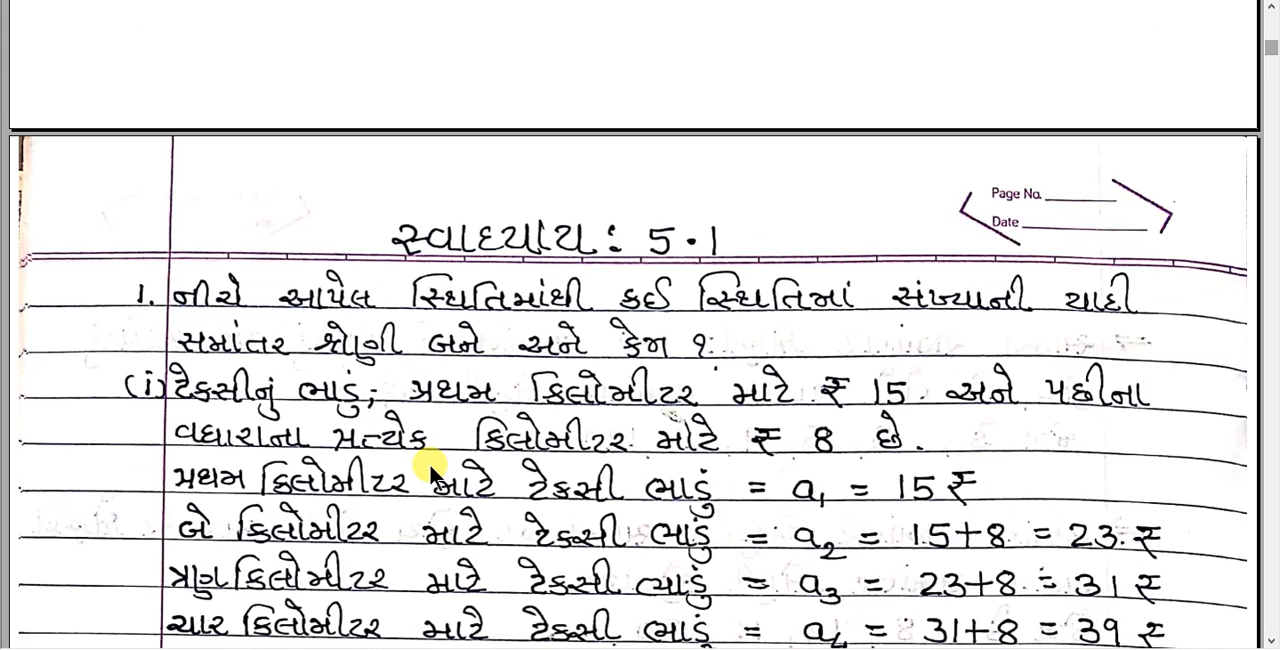 Page No.
Date
સ્વાધ્યાય : 5.1
1. નીચે આપેલ સ્થિતિમાંથી કઈ સ્થિતિમાં સંખ્યાની યાદી
સમાંતર શ્રેણી બને અને કેમ ?:
(i) ટેક્સીનું ભાડું; પ્રથમ કિલોમીટર માટે ₹ 15 અને પછીના
વધારાના પ્રત્યેક કિલોમીટર માટે ₹ 8 છે.
પ્રથમ કિલોમીટર માટે ટેક્સી ભાડું = a₁ = 15 ₹
બે કિલોમીટર માટે ટેક્સી ભાડું = a₂ = 15+8 = 23 ₹
ત્રણ કિલોમીટર માટે ટેક્સી ભાડું = a₃ = 23+8 = 31 ₹
ચાર કિલોમીટર માટે ટેક્સી ભાડું = a₄ = 31+8 = 39 ₹